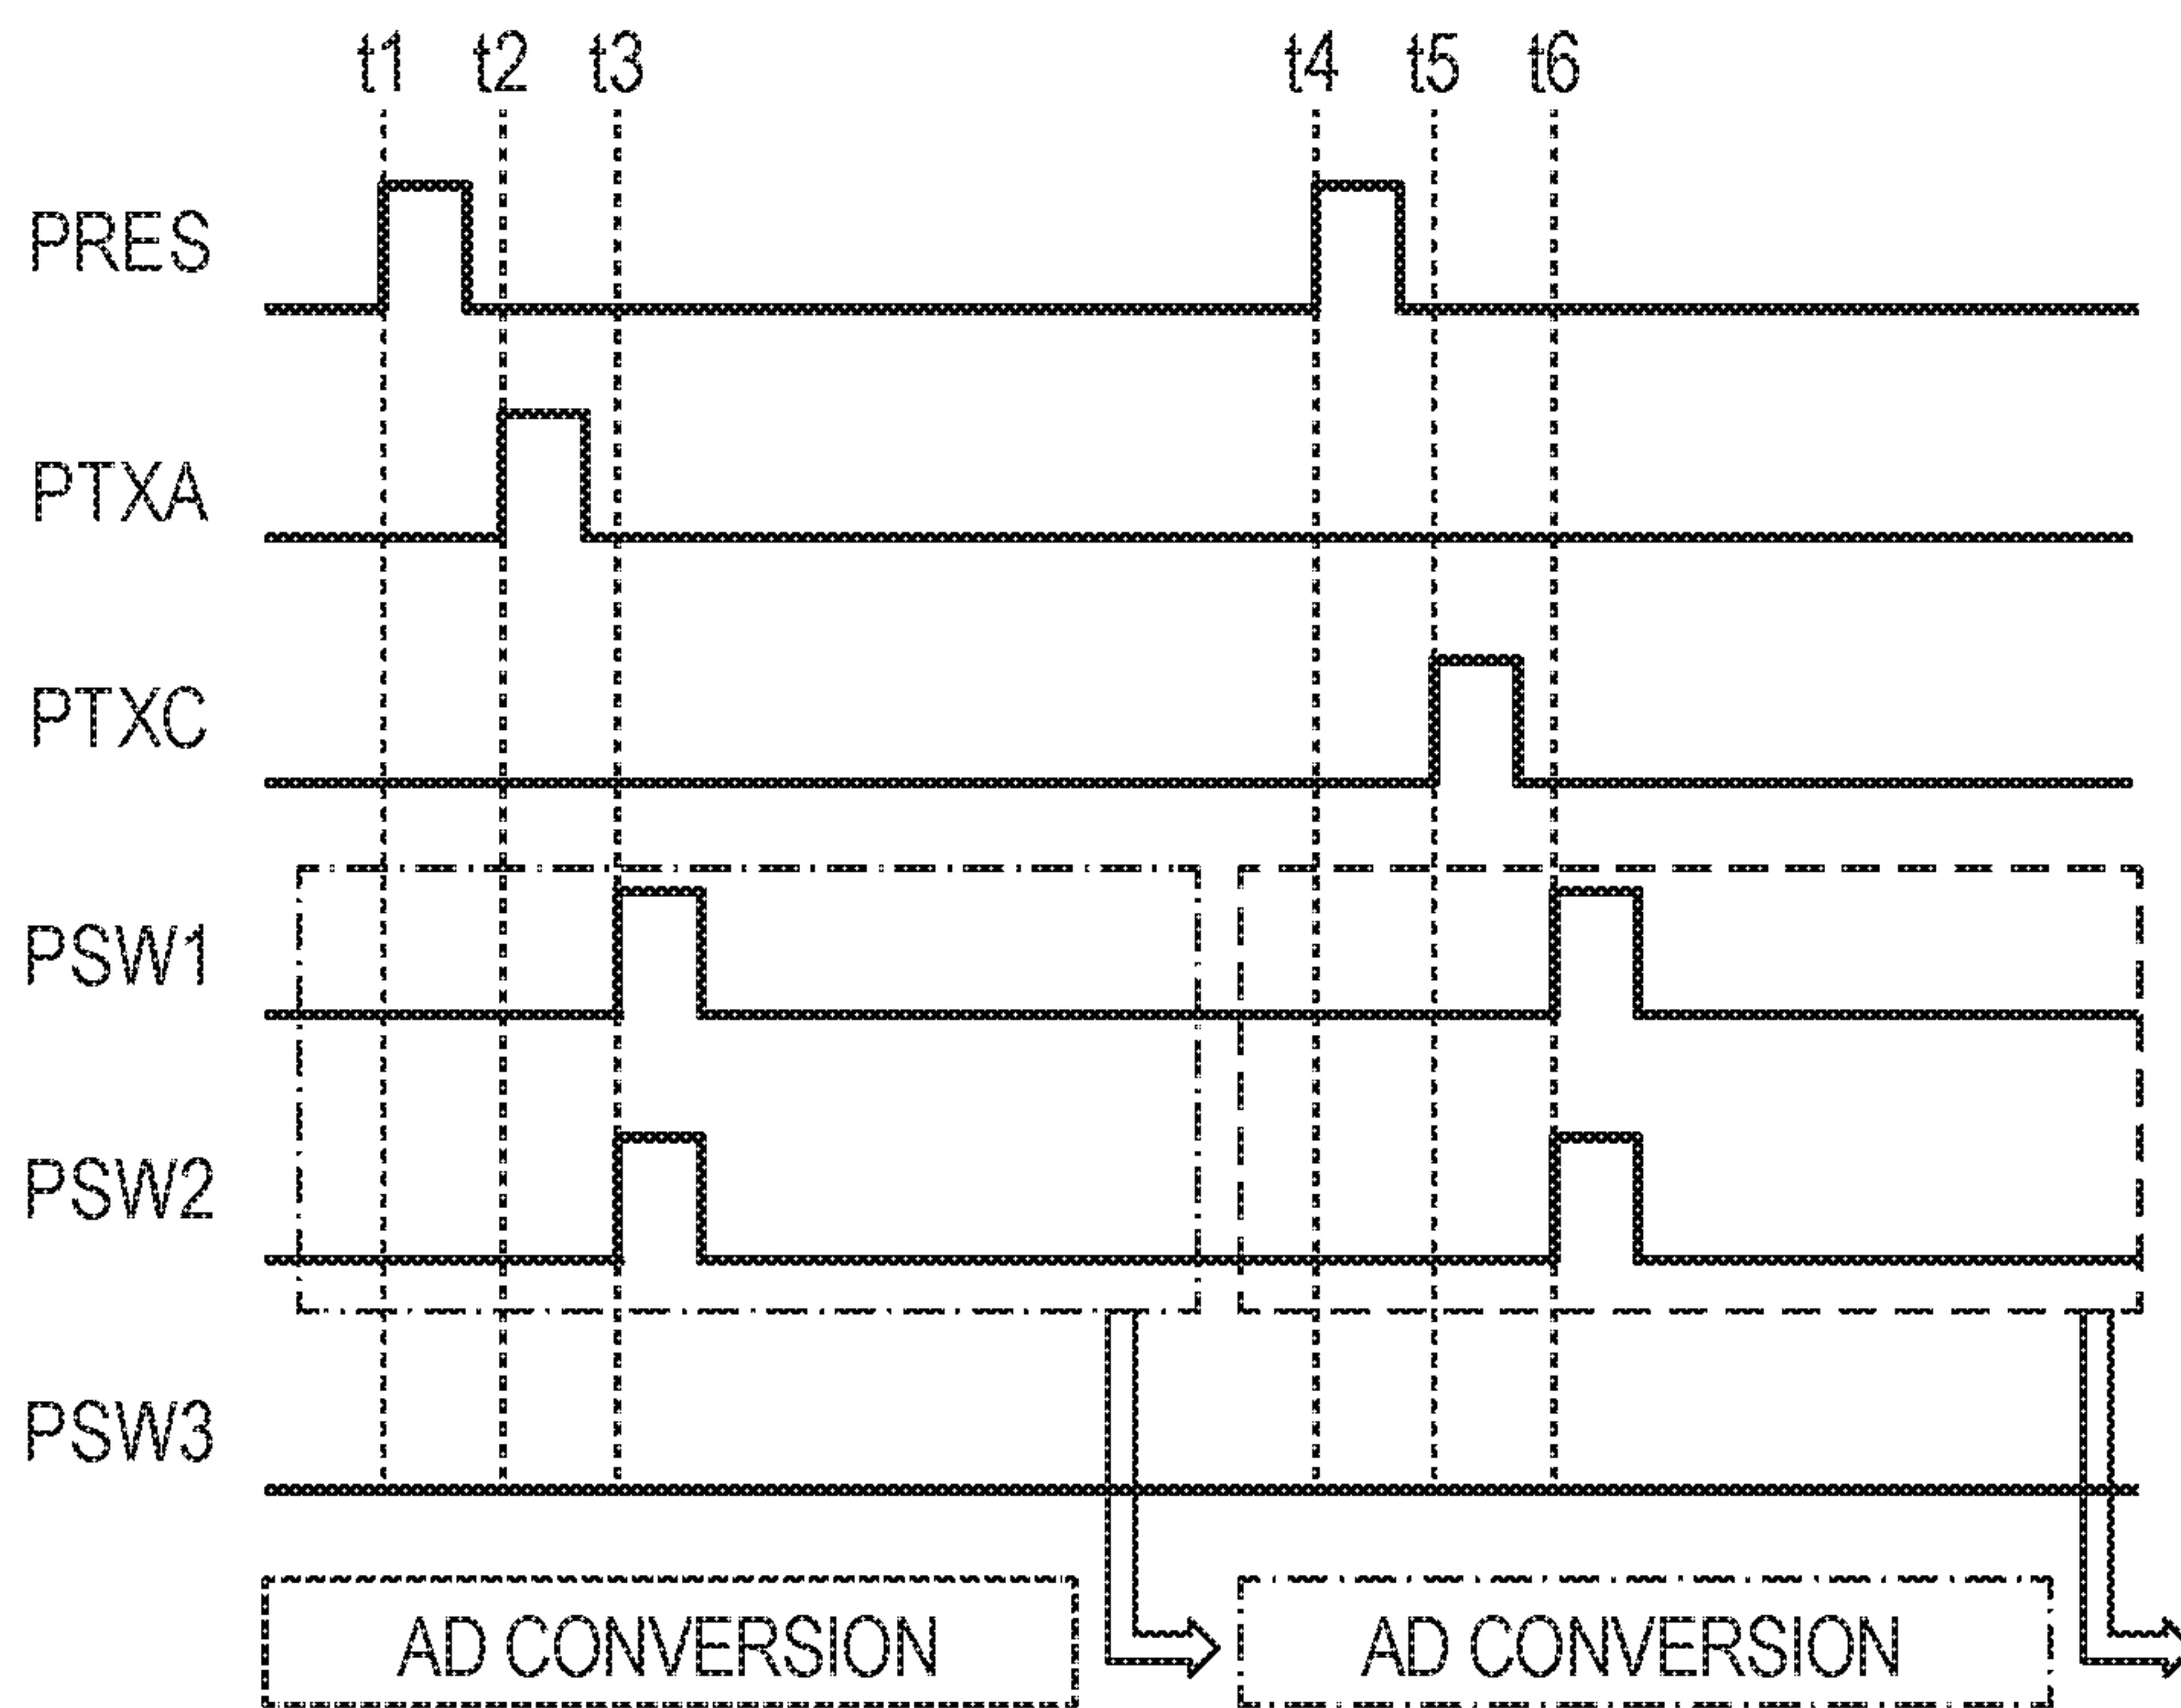 t1 t2 t3 t4 t5 t6
PRES
PTXA
PTXC
PSW1
PSW2
PSW3
AD CONVERSION AD CONVERSION